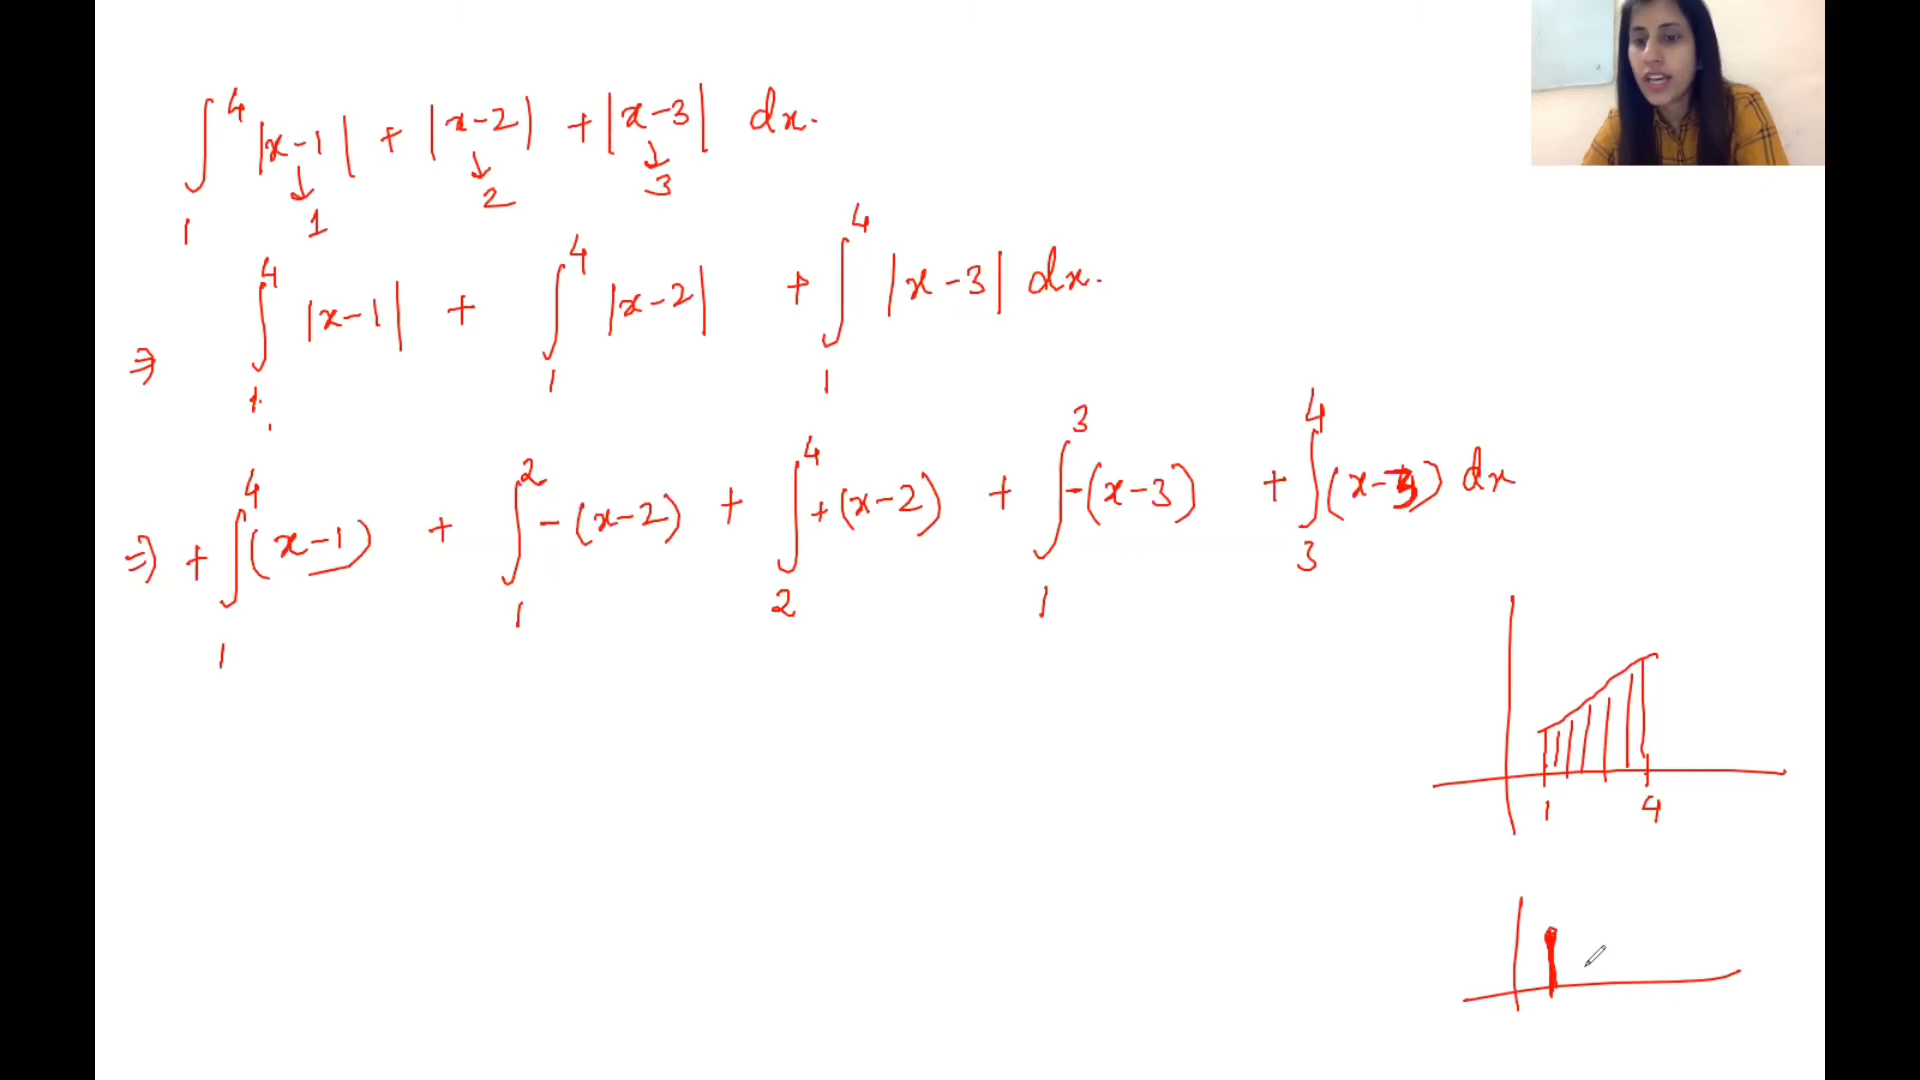 ∫₁⁴ |x-1| + |x-2| + |x-3| dx.
↓ 1 ↓ 2 ↓ 3
⇒ ∫₁⁴ |x-1| + ∫₁⁴ |x-2| + ∫₁⁴ |x-3| dx.
⇒ + ∫₁⁴ (x-1) + ∫₁² -(x-2) + ∫₂⁴ +(x-2) + ∫₁³ -(x-3) + ∫₃⁴ (x-3) dx
1 4